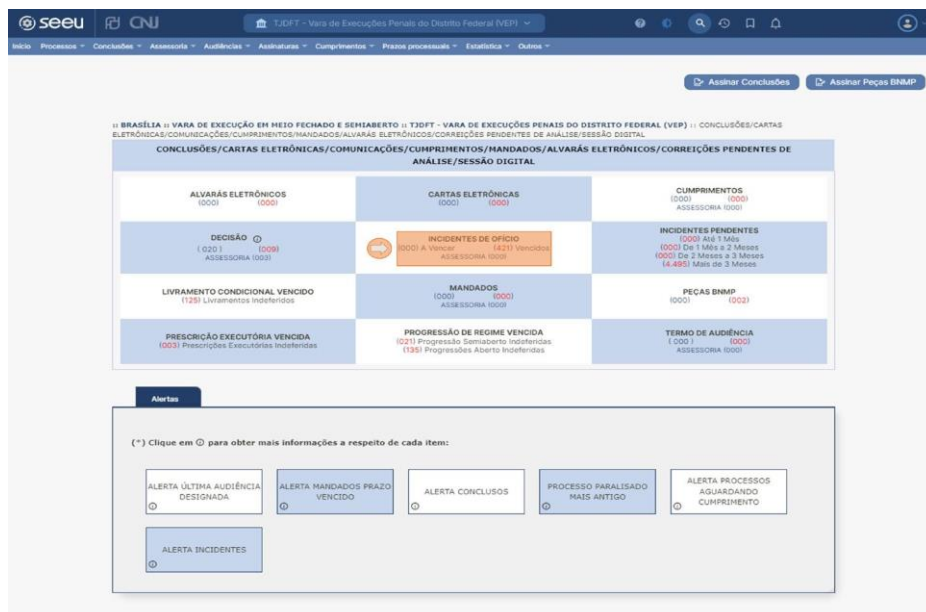 seeu CNJ TJDFT - Vara de Execuções Penais do Distrito Federal (VEP)
Início Processos Conclusões Assessoria Audiências Assinaturas Cumprimentos Prazos processuais Estatística Outros
Assinar Conclusões Assinar Peças BNMP
:: BRASÍLIA :: VARA DE EXECUÇÃO EM MEIO FECHADO E SEMIABERTO :: TJDFT - VARA DE EXECUÇÕES PENAIS DO DISTRITO FEDERAL (VEP) :: CONCLUSÕES/CARTAS
ELETRÔNICAS/COMUNICAÇÕES/CUMPRIMENTOS/MANDADOS/ALVARÁS ELETRÔNICOS/CORREIÇÕES PENDENTES DE ANÁLISE/SESSÃO DIGITAL
CONCLUSÕES/CARTAS ELETRÔNICAS/COMUNICAÇÕES/CUMPRIMENTOS/MANDADOS/ALVARÁS ELETRÔNICOS/CORREIÇÕES PENDENTES DE
ANÁLISE/SESSÃO DIGITAL
ALVARÁS ELETRÔNICOS
(000) (000)
CARTAS ELETRÔNICAS
(000) (000)
CUMPRIMENTOS
(000) (000)
ASSESSORIA (000)
DECISÃO
( 020 ) (009)
ASSESSORIA (003)
INCIDENTES DE OFÍCIO
(000) A Vencer (421) Vencidos
ASSESSORIA (000)
INCIDENTES PENDENTES
(000) Até 1 Mês
(000) De 1 Mês a 2 Meses
(000) De 2 Meses a 3 Meses
(4.495) Mais de 3 Meses
LIVRAMENTO CONDICIONAL VENCIDO
(125) Livramentos Indeferidos
MANDADOS
(000) (000)
ASSESSORIA (000)
PEÇAS BNMP
(000) (002)
PRESCRIÇÃO EXECUTÓRIA VENCIDA
(003) Prescrições Executórias Indeferidas
PROGRESSÃO DE REGIME VENCIDA
(021) Progressão Semiaberto Indeferidas
(135) Progressões Aberto Indeferidas
TERMO DE AUDIÊNCIA
( 000 ) (000)
ASSESSORIA (000)
Alertas
(*) Clique em ⓘ para obter mais informações a respeito de cada item:
ALERTA ÚLTIMA AUDIÊNCIA
DESIGNADA
ALERTA MANDADOS PRAZO
VENCIDO
ALERTA CONCLUSOS
PROCESSO PARALISADO
MAIS ANTIGO
ALERTA PROCESSOS
AGUARDANDO
CUMPRIMENTO
ALERTA INCIDENTES